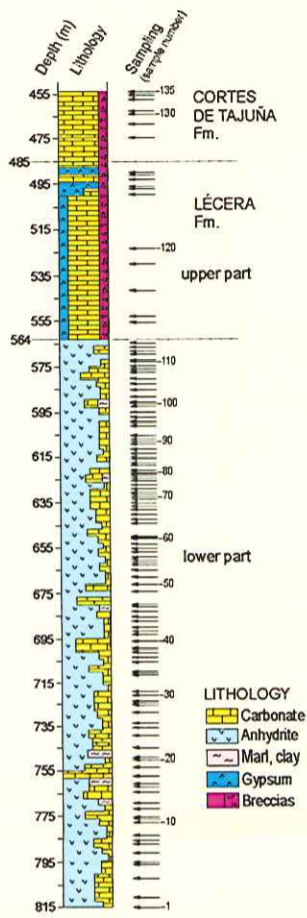 Depth (m)
Lithology
Sampling
(sample number)
455
475
485
495
515
535
555
564
575
595
615
635
655
675
695
715
735
755
775
795
815
135
130
120
110
100
90
80
70
60
50
40
30
20
10
1
CORTES
DE TAJUÑA
Fm.
LÉCERA
Fm.
upper part
lower part
LITHOLOGY
Carbonate
Anhydrite
Marl, clay
Gypsum
Breccias